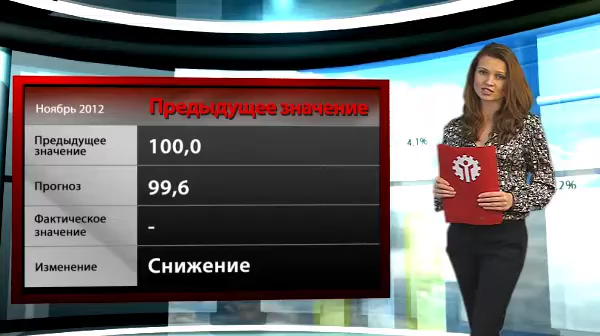 Ноябрь 2012 Предыдущее значение
Предыдущее
значение 100,0
4.1%
Прогноз 99,6
2%
Фактическое
значение -
Изменение Снижение